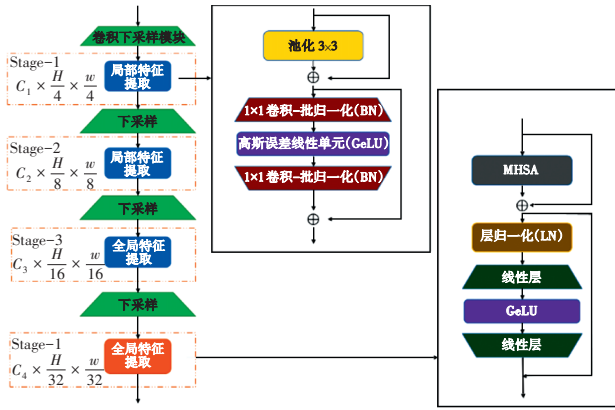 卷积下采样模块
Stage-1
C₁ × H/4 × w/4
局部特征
提取
下采样
Stage-2
C₂ × H/8 × w/8
局部特征
提取
下采样
Stage-3
C₃ × H/16 × w/16
全局特征
提取
下采样
Stage-1
C₄ × H/32 × w/32
全局特征
提取
池化 3×3
1×1 卷积-批归一化(BN)
高斯误差线性单元(GeLU)
1×1 卷积-批归一化(BN)
MHSA
层归一化(LN)
线性层
GeLU
线性层